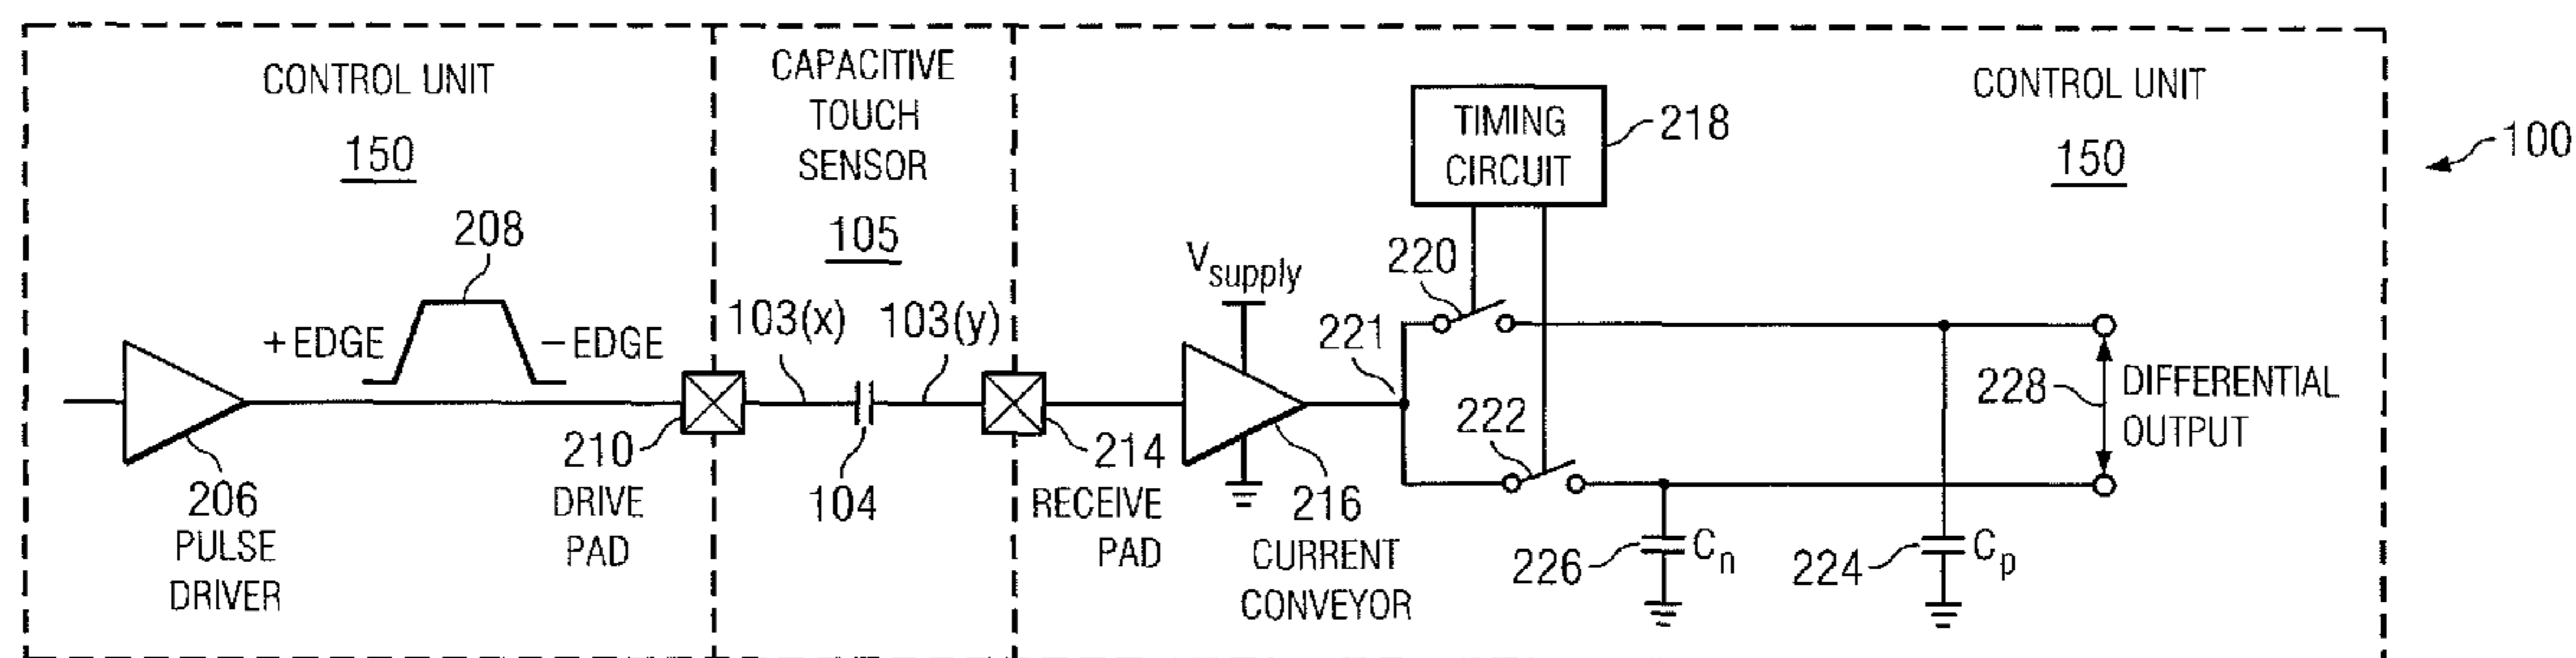 CONTROL UNIT
150
CAPACITIVE
TOUCH
SENSOR
105
CONTROL UNIT
150
100
TIMING
CIRCUIT
218
208
+EDGE
−EDGE
206
PULSE
DRIVER
210
DRIVE
PAD
103(x)
103(y)
104
214
RECEIVE
PAD
Vsupply
216
CURRENT
CONVEYOR
220
221
222
226
Cn
224
Cp
228
DIFFERENTIAL
OUTPUT